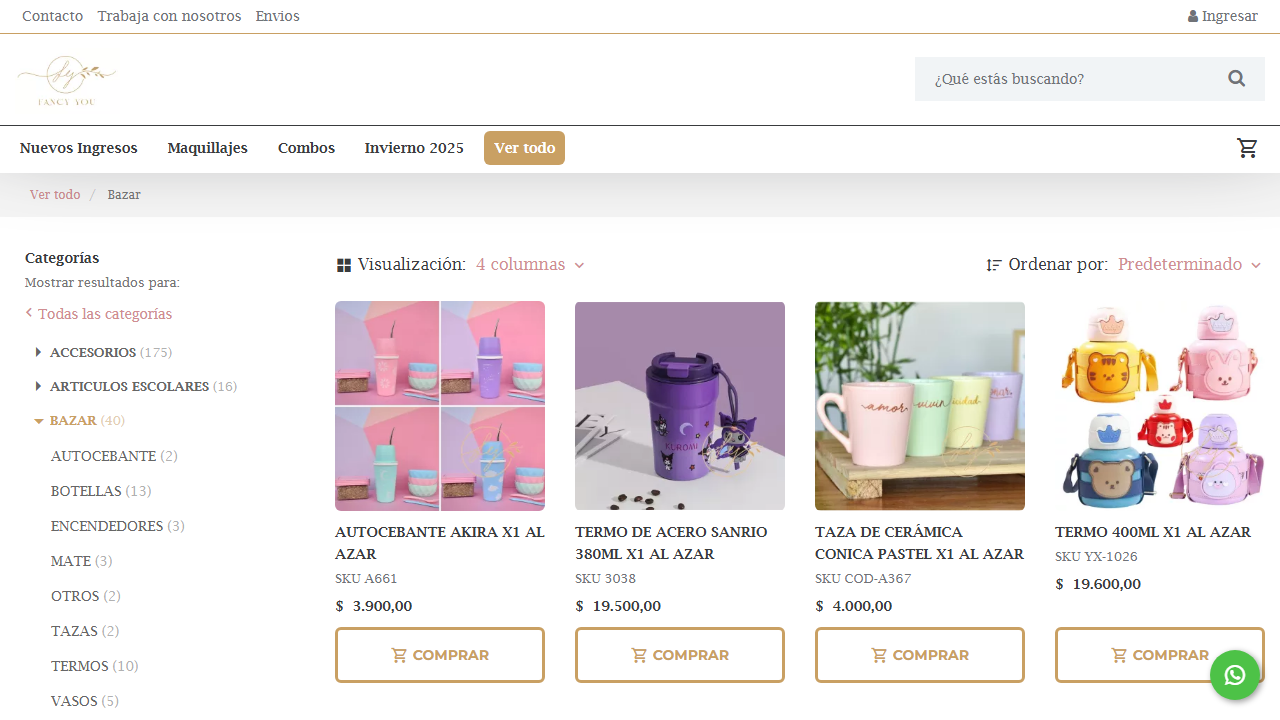 Contacto Trabaja con nosotros Envios Ingresar
FANCY YOU
¿Qué estás buscando?
Nuevos Ingresos Maquillajes Combos Invierno 2025 Ver todo
Ver todo / Bazar
Categorías
Mostrar resultados para:
Todas las categorías
ACCESORIOS (175)
ARTICULOS ESCOLARES (16)
BAZAR (40)
AUTOCEBANTE (2)
BOTELLAS (13)
ENCENDEDORES (3)
MATE (3)
OTROS (2)
TAZAS (2)
TERMOS (10)
VASOS (5)
Visualización: 4 columnas
Ordenar por: Predeterminado
KUROMI
amor
vivir
amor
AUTOCEBANTE AKIRA X1 AL
AZAR
SKU A661
$ 3.900,00
COMPRAR
TERMO DE ACERO SANRIO
380ML X1 AL AZAR
SKU 3038
$ 19.500,00
COMPRAR
TAZA DE CERÁMICA
CONICA PASTEL X1 AL AZAR
SKU COD-A367
$ 4.000,00
COMPRAR
TERMO 400ML X1 AL AZAR
SKU YX-1026
$ 19.600,00
COMPRAR